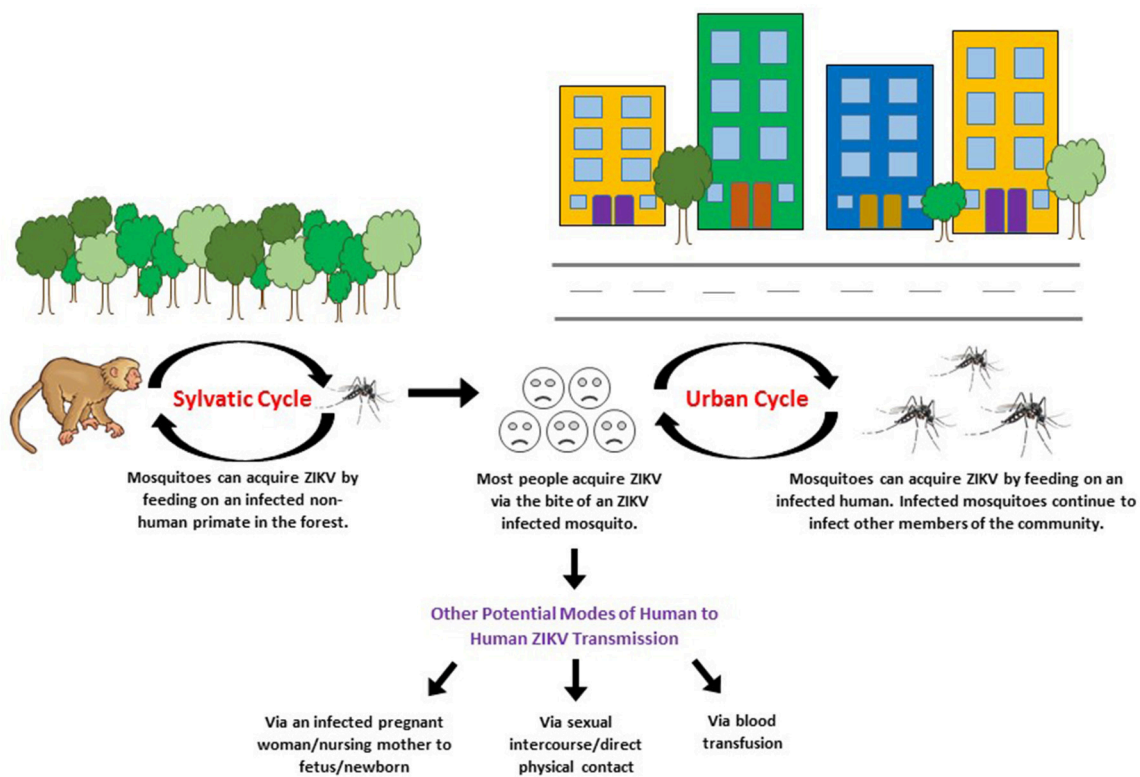 Sylvatic Cycle
Urban Cycle
Mosquitoes can acquire ZIKV by
feeding on an infected non-
human primate in the forest.
Most people acquire ZIKV
via the bite of an ZIKV
infected mosquito.
Mosquitoes can acquire ZIKV by feeding on an
infected human. Infected mosquitoes continue to
infect other members of the community.
Other Potential Modes of Human to
Human ZIKV Transmission
Via an infected pregnant
woman/nursing mother to
fetus/newborn
Via sexual
intercourse/direct
physical contact
Via blood
transfusion